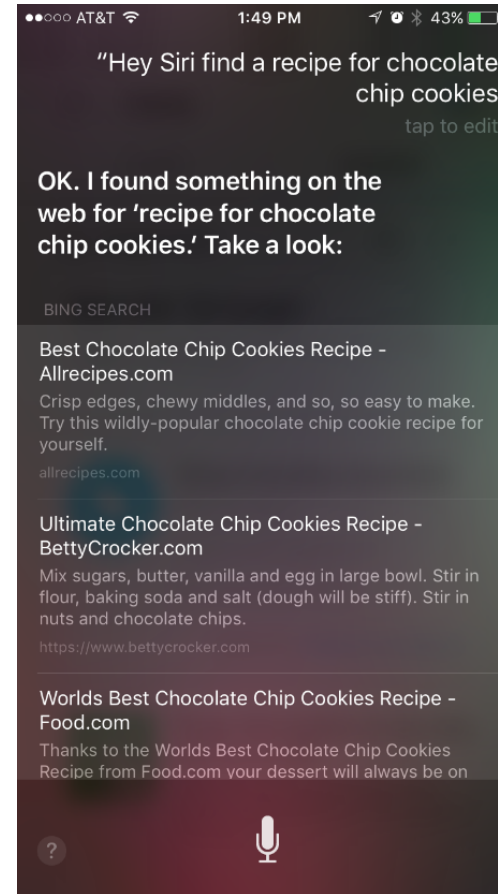 AT&T 1:49 PM 43%
“Hey Siri find a recipe for chocolate
chip cookies
tap to edit
OK. I found something on the
web for ‘recipe for chocolate
chip cookies.’ Take a look:
BING SEARCH
Best Chocolate Chip Cookies Recipe -
Allrecipes.com
Crisp edges, chewy middles, and so, so easy to make.
Try this wildly-popular chocolate chip cookie recipe for
yourself.
allrecipes.com
Ultimate Chocolate Chip Cookies Recipe -
BettyCrocker.com
Mix sugars, butter, vanilla and egg in large bowl. Stir in
flour, baking soda and salt (dough will be stiff). Stir in
nuts and chocolate chips.
https://www.bettycrocker.com
Worlds Best Chocolate Chip Cookies Recipe -
Food.com
Thanks to the Worlds Best Chocolate Chip Cookies
Recipe from Food.com your dessert will always be on
?